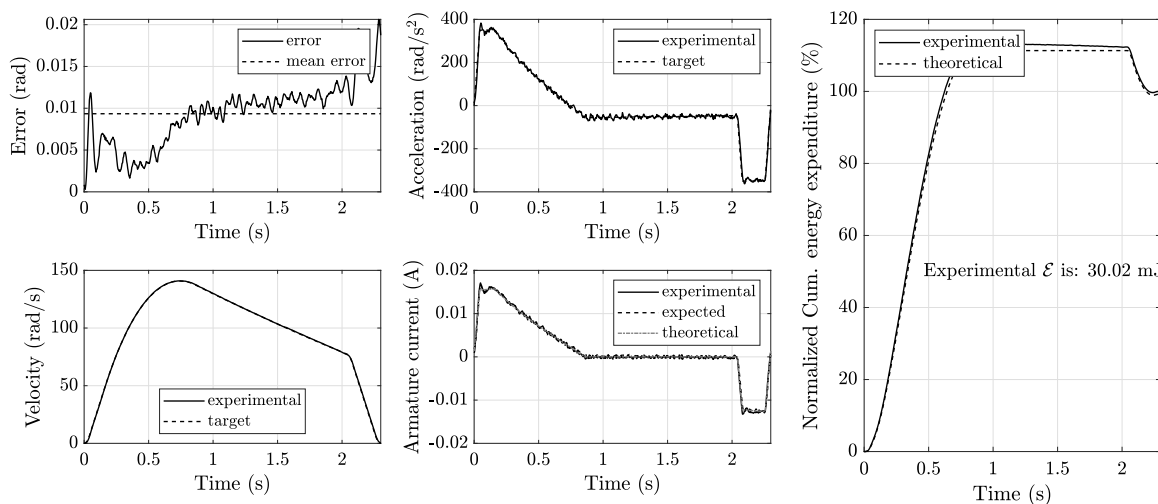 0.02
0.015
0.01
0.005
0
Error (rad)
error
mean error
0 0.5 1 1.5 2
Time (s)
400
200
0
-200
-400
Acceleration (rad/s²)
experimental
target
0 0.5 1 1.5 2
Time (s)
150
100
50
0
Velocity (rad/s)
experimental
target
0 0.5 1 1.5 2
Time (s)
0.02
0.01
0
-0.01
-0.02
Armature current (A)
experimental
expected
theoretical
0 0.5 1 1.5 2
Time (s)
120
100
80
60
40
20
0
Normalized Cum. energy expenditure (%)
experimental
theoretical
Experimental ℰ is: 30.02 mJ
0 0.5 1 1.5 2
Time (s)